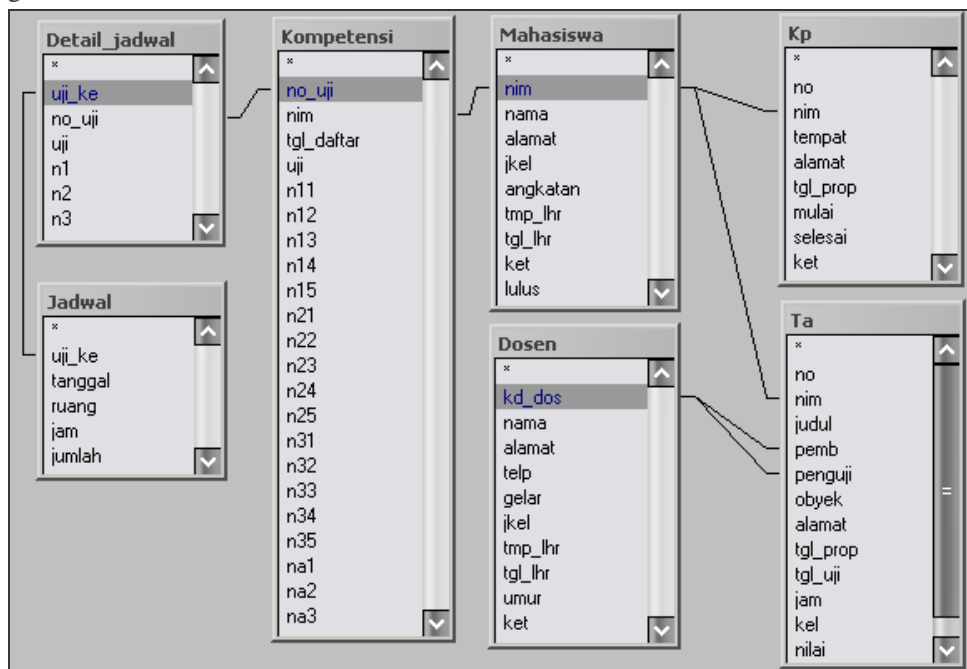 Detail_jadwal
*
uji_ke
no_uji
uji
n1
n2
n3
Jadwal
*
uji_ke
tanggal
ruang
jam
jumlah
Kompetensi
*
no_uji
nim
tgl_daftar
uji
n11
n12
n13
n14
n15
n21
n22
n23
n24
n25
n31
n32
n33
n34
n35
na1
na2
na3
Mahasiswa
*
nim
nama
alamat
jkel
angkatan
tmp_lhr
tgl_lhr
ket
lulus
Dosen
*
kd_dos
nama
alamat
telp
gelar
jkel
tmp_lhr
tgl_lhr
umur
ket
Kp
*
no
nim
tempat
alamat
tgl_prop
mulai
selesai
ket
Ta
*
no
nim
judul
pemb
penguji
obyek
alamat
tgl_prop
tgl_uji
jam
kel
nilai